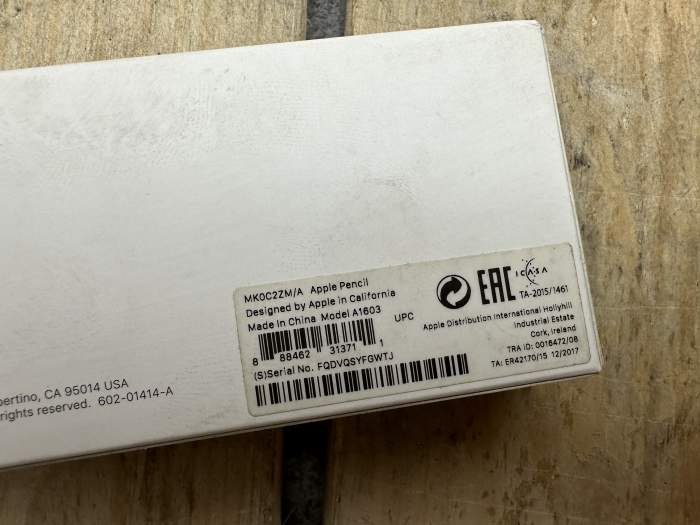 MK0C2ZM/A Apple Pencil
Designed by Apple in California
Made in China Model A1603
UPC
8 88462 31371 1
(S)Serial No. FQDVQSYFGWTJ
EAC
ICASA
TA-2015/1461
Apple Distribution International Hollyhill
Industrial Estate
Cork, Ireland
TRA ID: 0016472/08
TA: ER42170/15 12/2017
pertino, CA 95014 USA
rights reserved. 602-01414-A